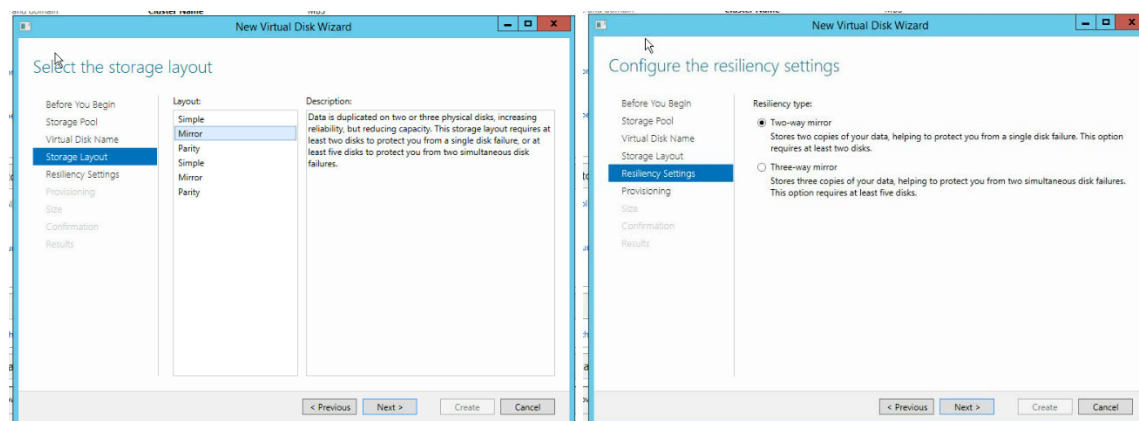 Cluster Name
New Virtual Disk Wizard
Select the storage layout
Before You Begin
Storage Pool
Virtual Disk Name
Storage Layout
Resiliency Settings
Provisioning
Size
Confirmation
Results
Layout:
Simple
Mirror
Parity
Simple
Mirror
Parity
Description:
Data is duplicated on two or three physical disks, increasing
reliability, but reducing capacity. This storage layout requires at
least two disks to protect you from a single disk failure, or at
least five disks to protect you from two simultaneous disk
failures.
< Previous
Next >
Create
Cancel
New Virtual Disk Wizard
Configure the resiliency settings
Before You Begin
Storage Pool
Virtual Disk Name
Storage Layout
Resiliency Settings
Provisioning
Size
Confirmation
Results
Resiliency type:
Two-way mirror
Stores two copies of your data, helping to protect you from a single disk failure. This option
requires at least two disks.
Three-way mirror
Stores three copies of your data, helping to protect you from two simultaneous disk failures.
This option requires at least five disks.
< Previous
Next >
Create
Cancel